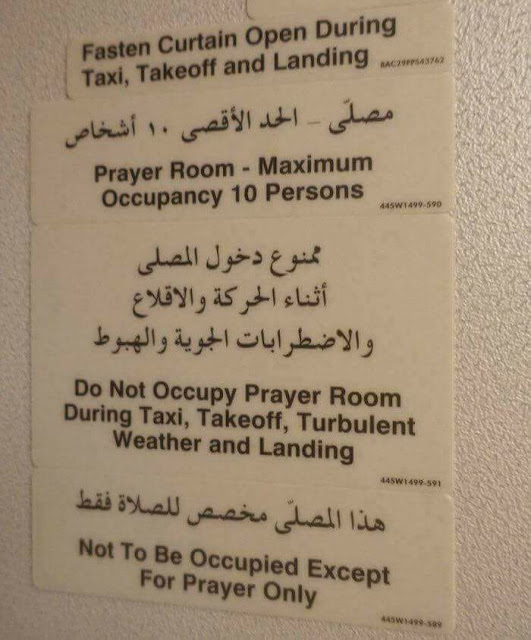 Fasten Curtain Open During
Taxi, Takeoff and Landing
مصلّى – الحد الأقصى ١٠ أشخاص
Prayer Room - Maximum
Occupancy 10 Persons
445W1499-590
ممنوع دخول المصلى
أثناء الحركة والاقلاع
والاضطرابات الجوية والهبوط
Do Not Occupy Prayer Room
During Taxi, Takeoff, Turbulent
Weather and Landing
445W1499-591
هذا المصلّى مخصص للصلاة فقط
Not To Be Occupied Except
For Prayer Only
445W1499-589